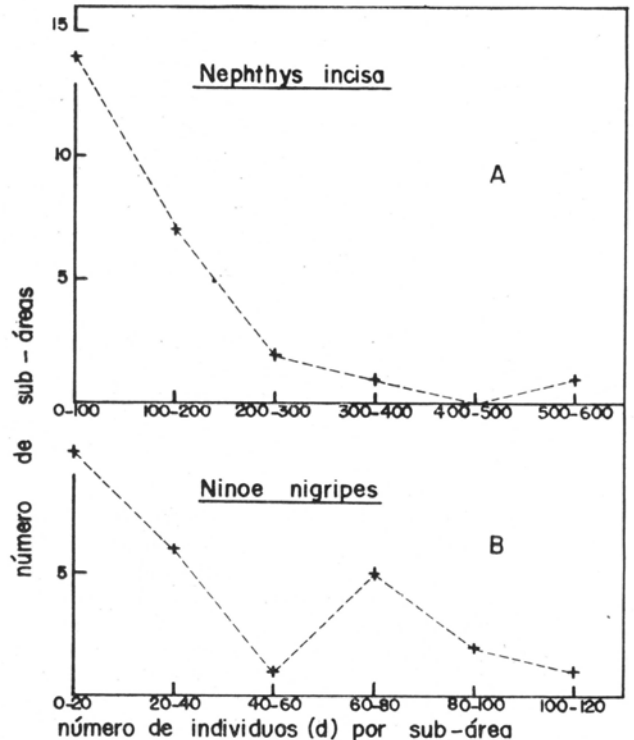 15
Nephthys incisa
10
A
5
0
0-100 100-200 200-300 300-400 400-500 500-600
Ninoe nigripes
B
5
0-20 20-40 40-60 60-80 80-100 100-120
número de sub-áreas
número de individuos (d) por sub-área